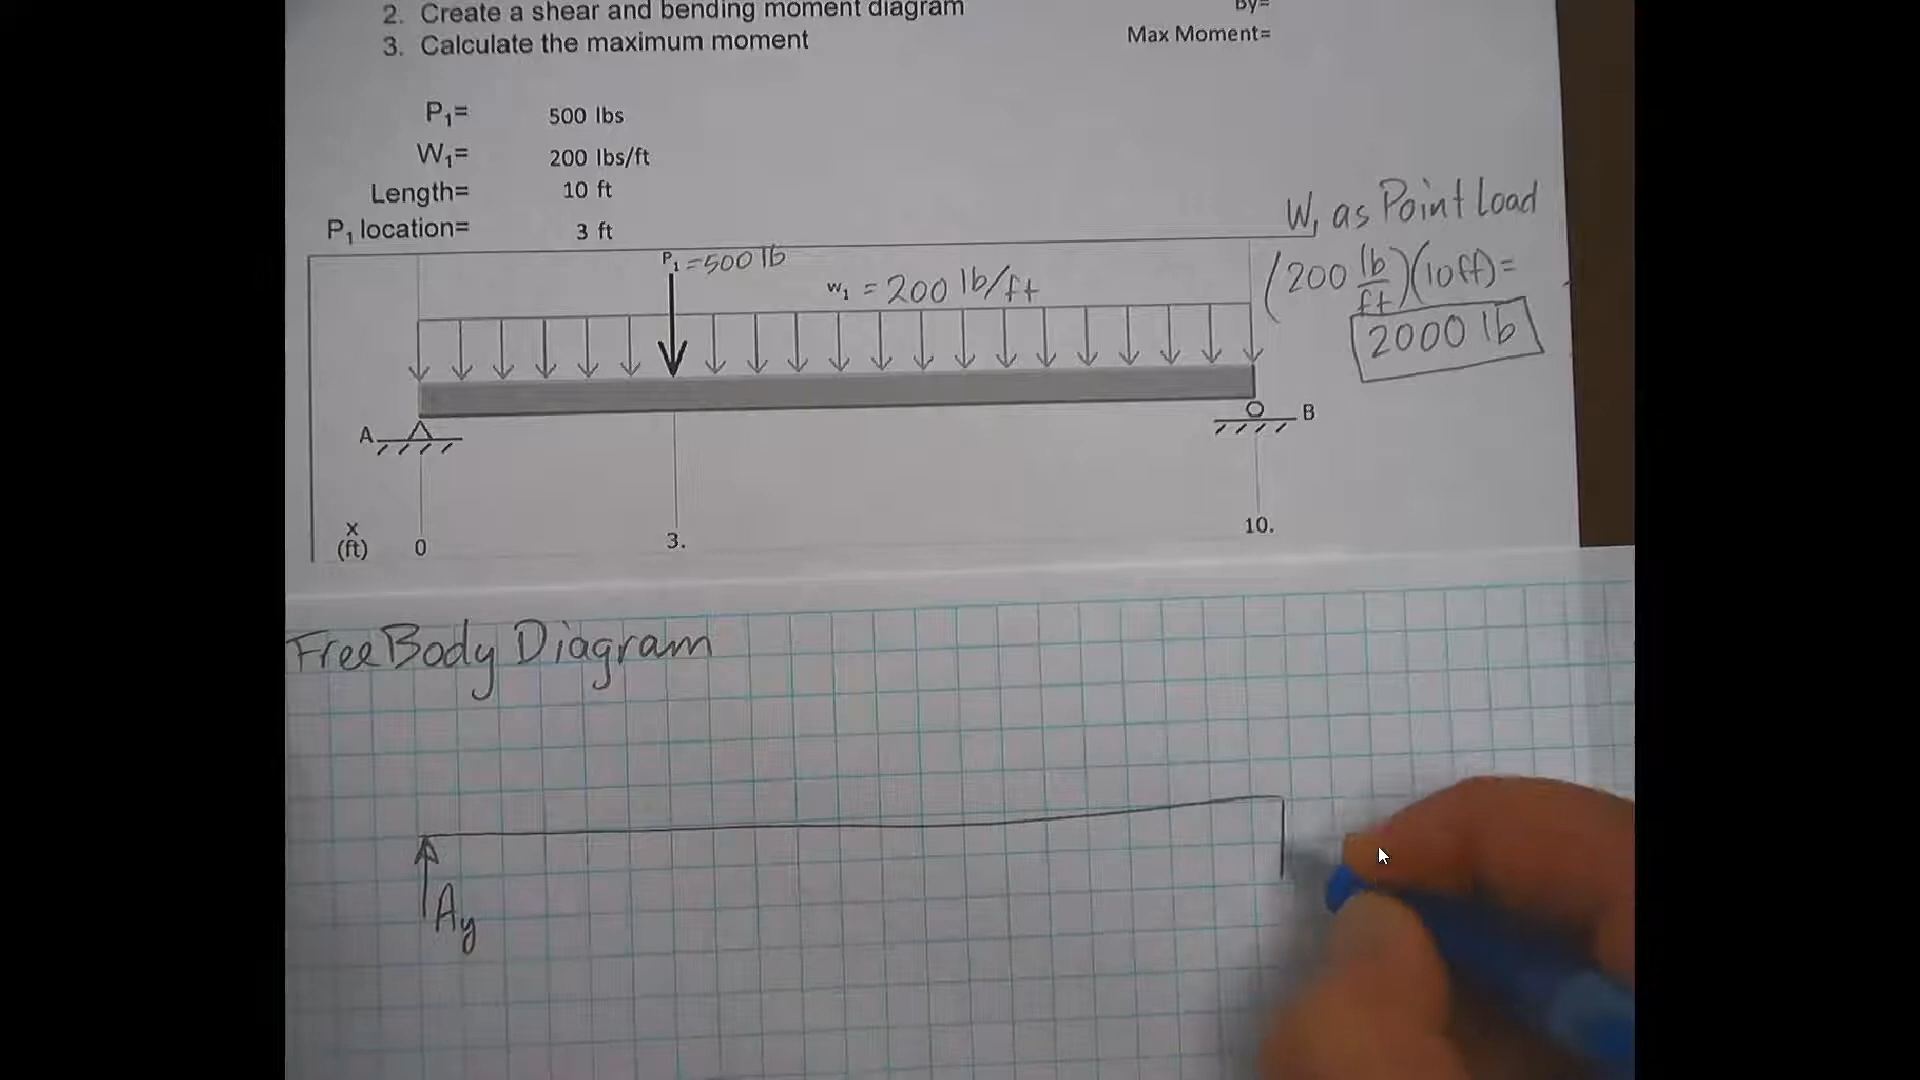 2. Create a shear and bending moment diagram
By=
3. Calculate the maximum moment
Max Moment=
P₁= 500 lbs
W₁= 200 lbs/ft
Length= 10 ft
P₁ location= 3 ft
W₁ as Point Load
(200 lb/ft)(10ft)=
2000 lb
P₁ =500 lb
w₁ = 200 lb/ft
A
B
x
(ft) 0 3. 10.
Free Body Diagram
Ay